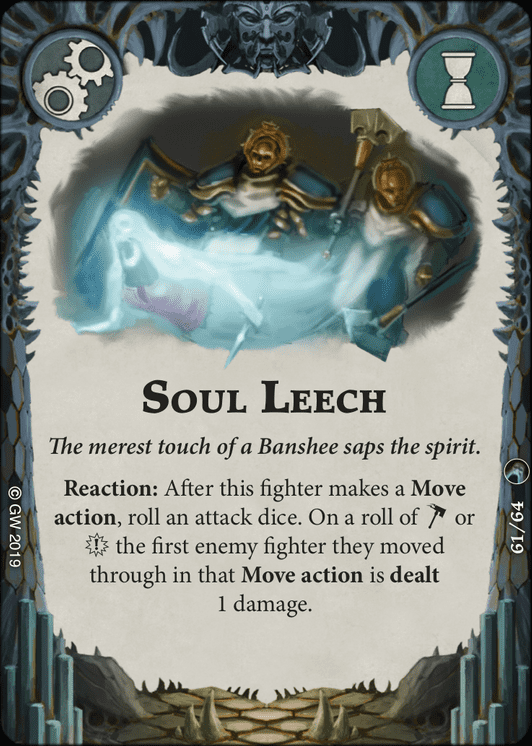 Soul Leech
The merest touch of a Banshee saps the spirit.
Reaction: After this fighter makes a Move
action, roll an attack dice. On a roll of or
the first enemy fighter they moved
through in that Move action is dealt
1 damage.
© GW 2019
61/64